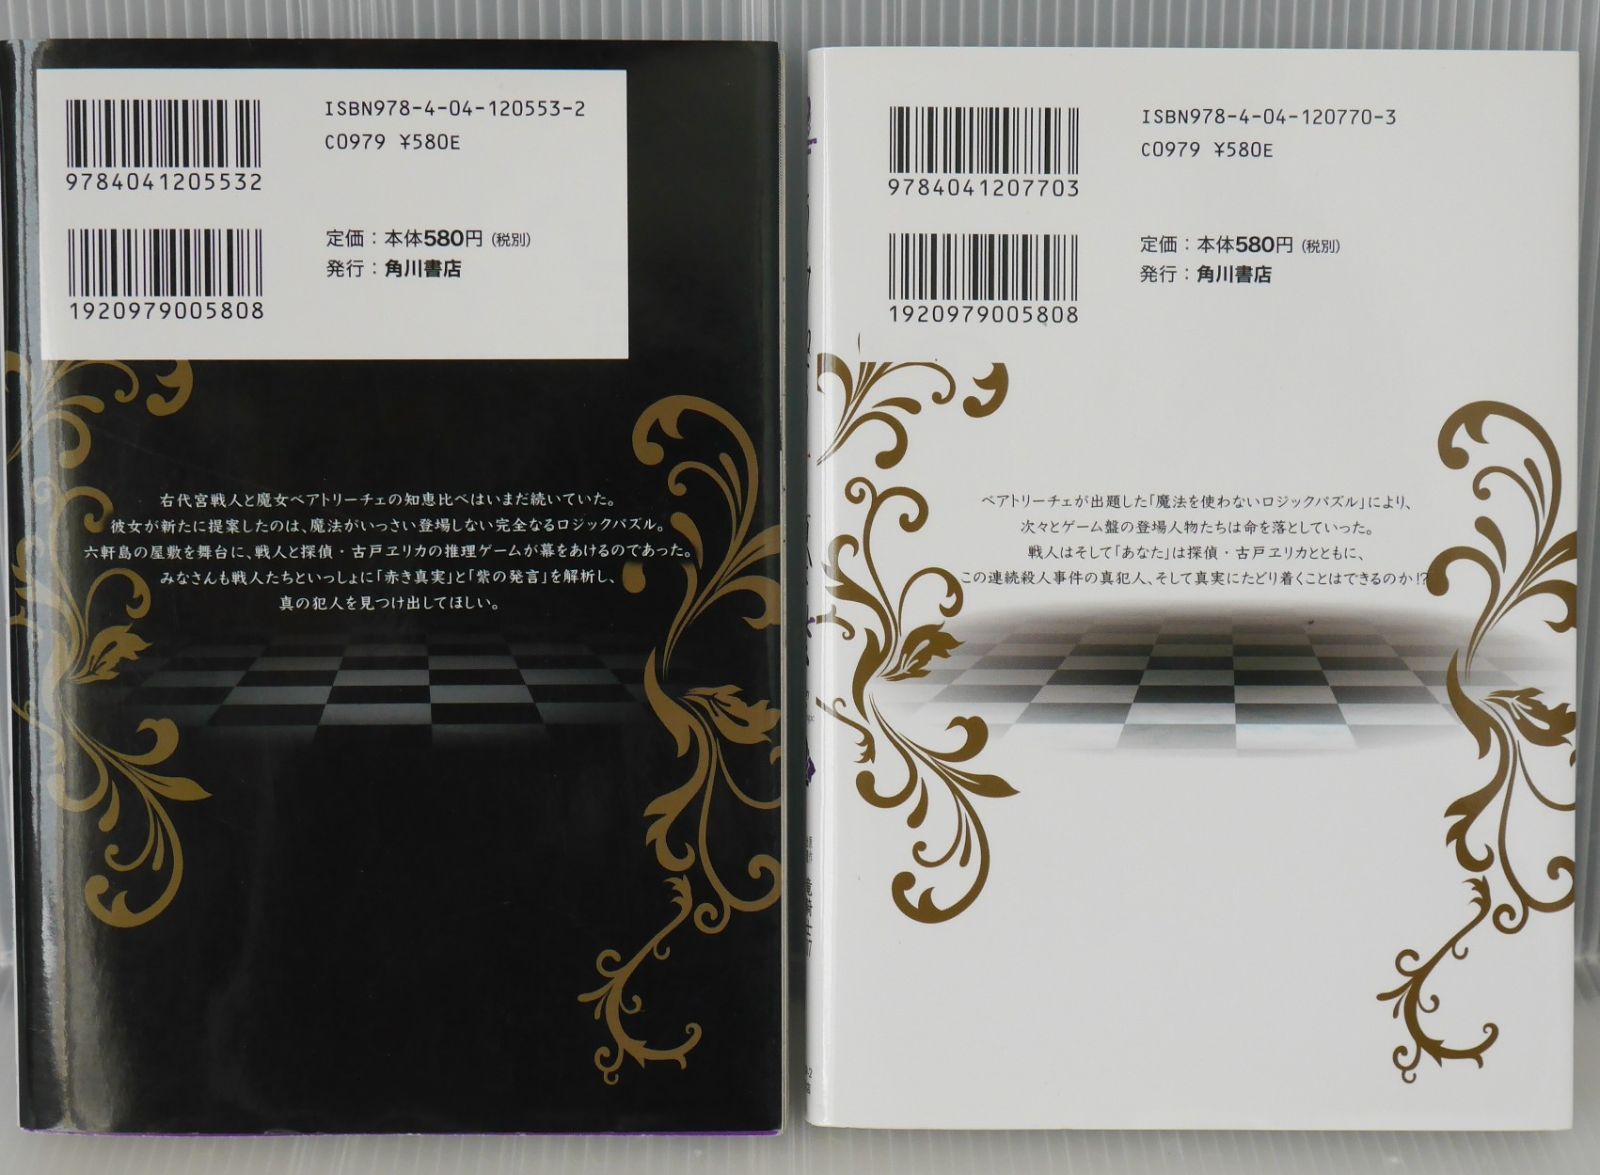 ISBN978-4-04-120553-2
C0979 ¥580E
9784041205532
定価：本体580円（税別）
発行：角川書店
1920979005808
右代宮戦人と魔女ベアトリーチェの知恵比べはいまだ続いていた。
彼女が新たに提案したのは、魔法がいっさい登場しない完全なるロジックパズル。
六軒島の屋敷を舞台に、戦人と探偵・古戸ヱリカの推理ゲームが幕をあけるのであった。
みなさんも戦人たちといっしょに「赤き真実」と「紫の発言」を解析し、
真の犯人を見つけ出してほしい。
ISBN978-4-04-120770-3
C0979 ¥580E
9784041207703
定価：本体580円（税別）
発行：角川書店
1920979005808
ベアトリーチェが出題した「魔法を使わないロジックパズル」により、
次々とゲーム盤の登場人物たちは命を落としていった。
戦人はそして「あなた」は探偵・古戸ヱリカとともに、
この連続殺人事件の真犯人、そして真実にたどり着くことはできるのか!?